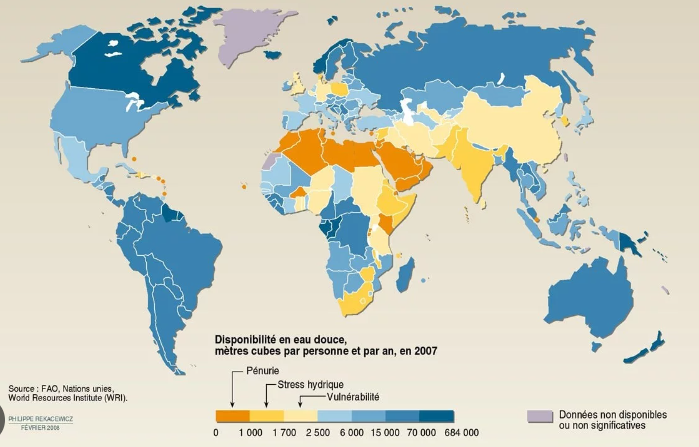 Disponibilité en eau douce,
mètres cubes par personne et par an, en 2007
Pénurie
Stress hydrique
Vulnérabilité
0 1 000 1 700 2 500 6 000 15 000 70 000 684 000
Données non disponibles
ou non significatives
Source : FAO, Nations unies,
World Resources Institute (WRI).
PHILIPPE REKACEWICZ
FÉVRIER 2008